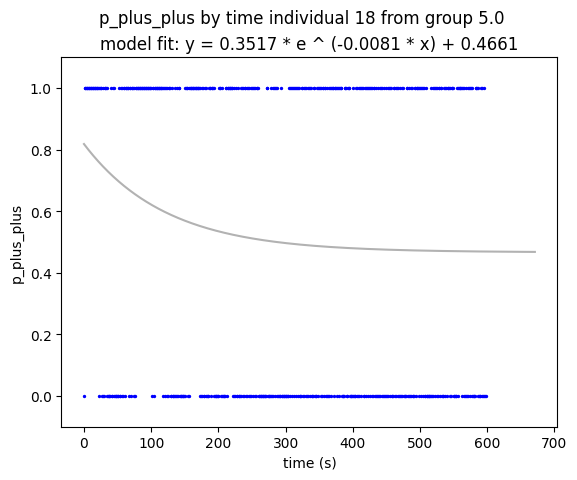 p_plus_plus by time individual 18 from group 5.0
model fit: y = 0.3517 * e ^ (-0.0081 * x) + 0.4661
1.0
0.8
0.6
0.4
0.2
0.0
p_plus_plus
0 100 200 300 400 500 600 700
time (s)